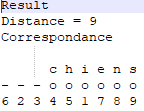 Result
Distance = 9
Correspondance
c h i e n s
- - - o o o o o o
6 2 3 4 5 1 7 8 9